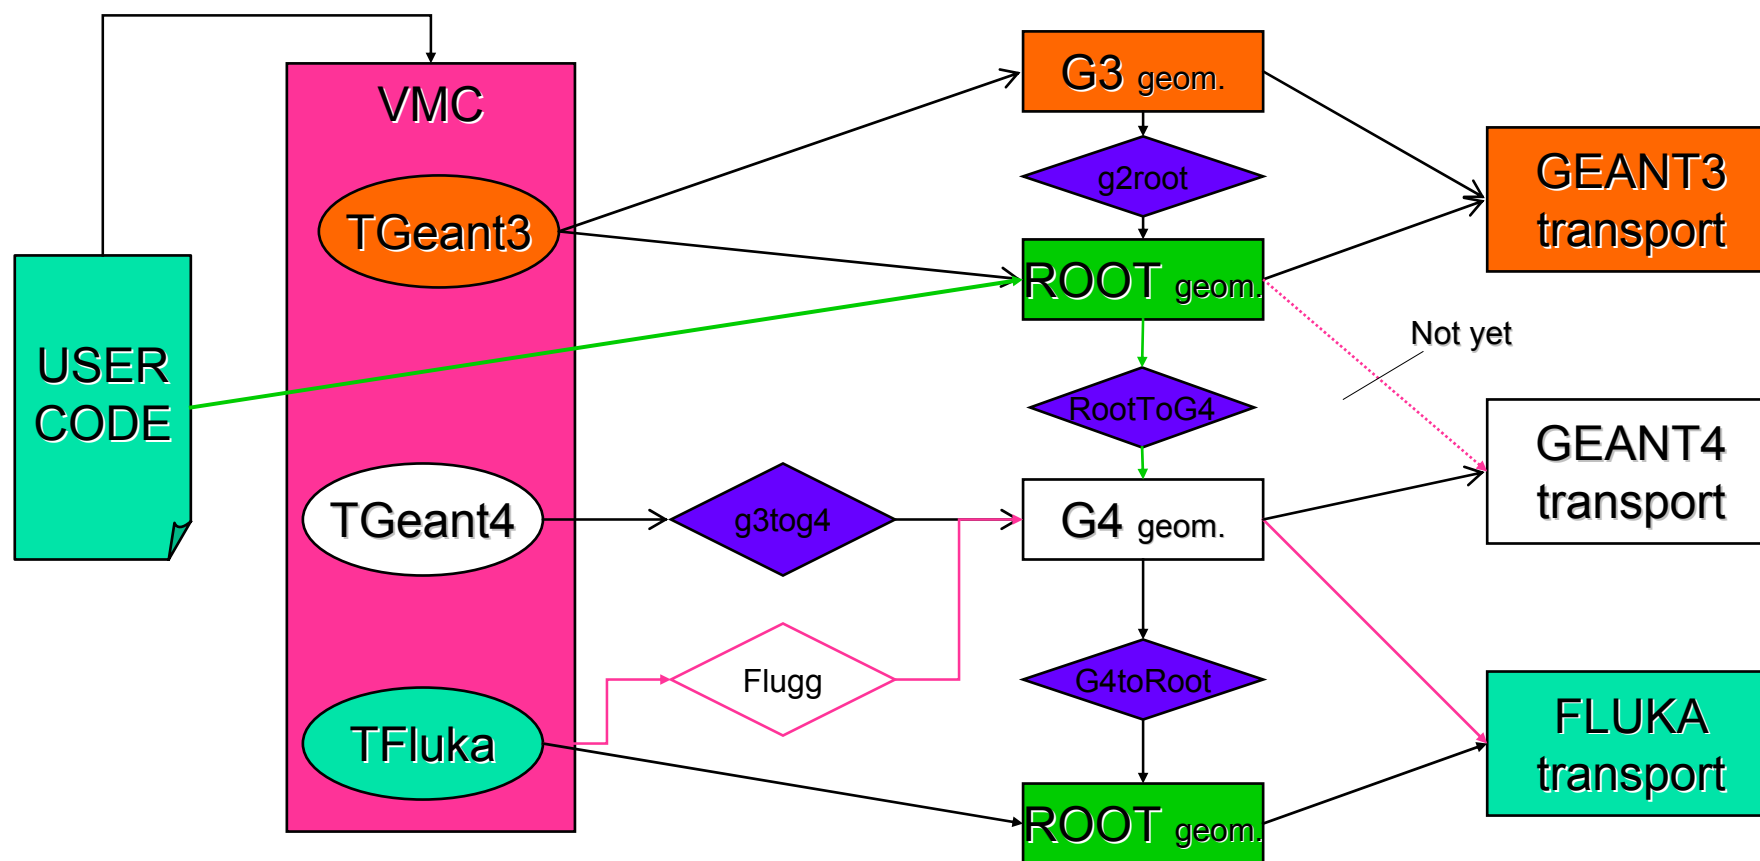 VMC
G3 geom.
g2root
GEANT3
transport
TGeant3
ROOT geom.
Not yet
USER
CODE
RootToG4
GEANT4
transport
TGeant4
g3tog4
G4 geom.
Flugg
G4toRoot
TFluka
FLUKA
transport
ROOT geom.